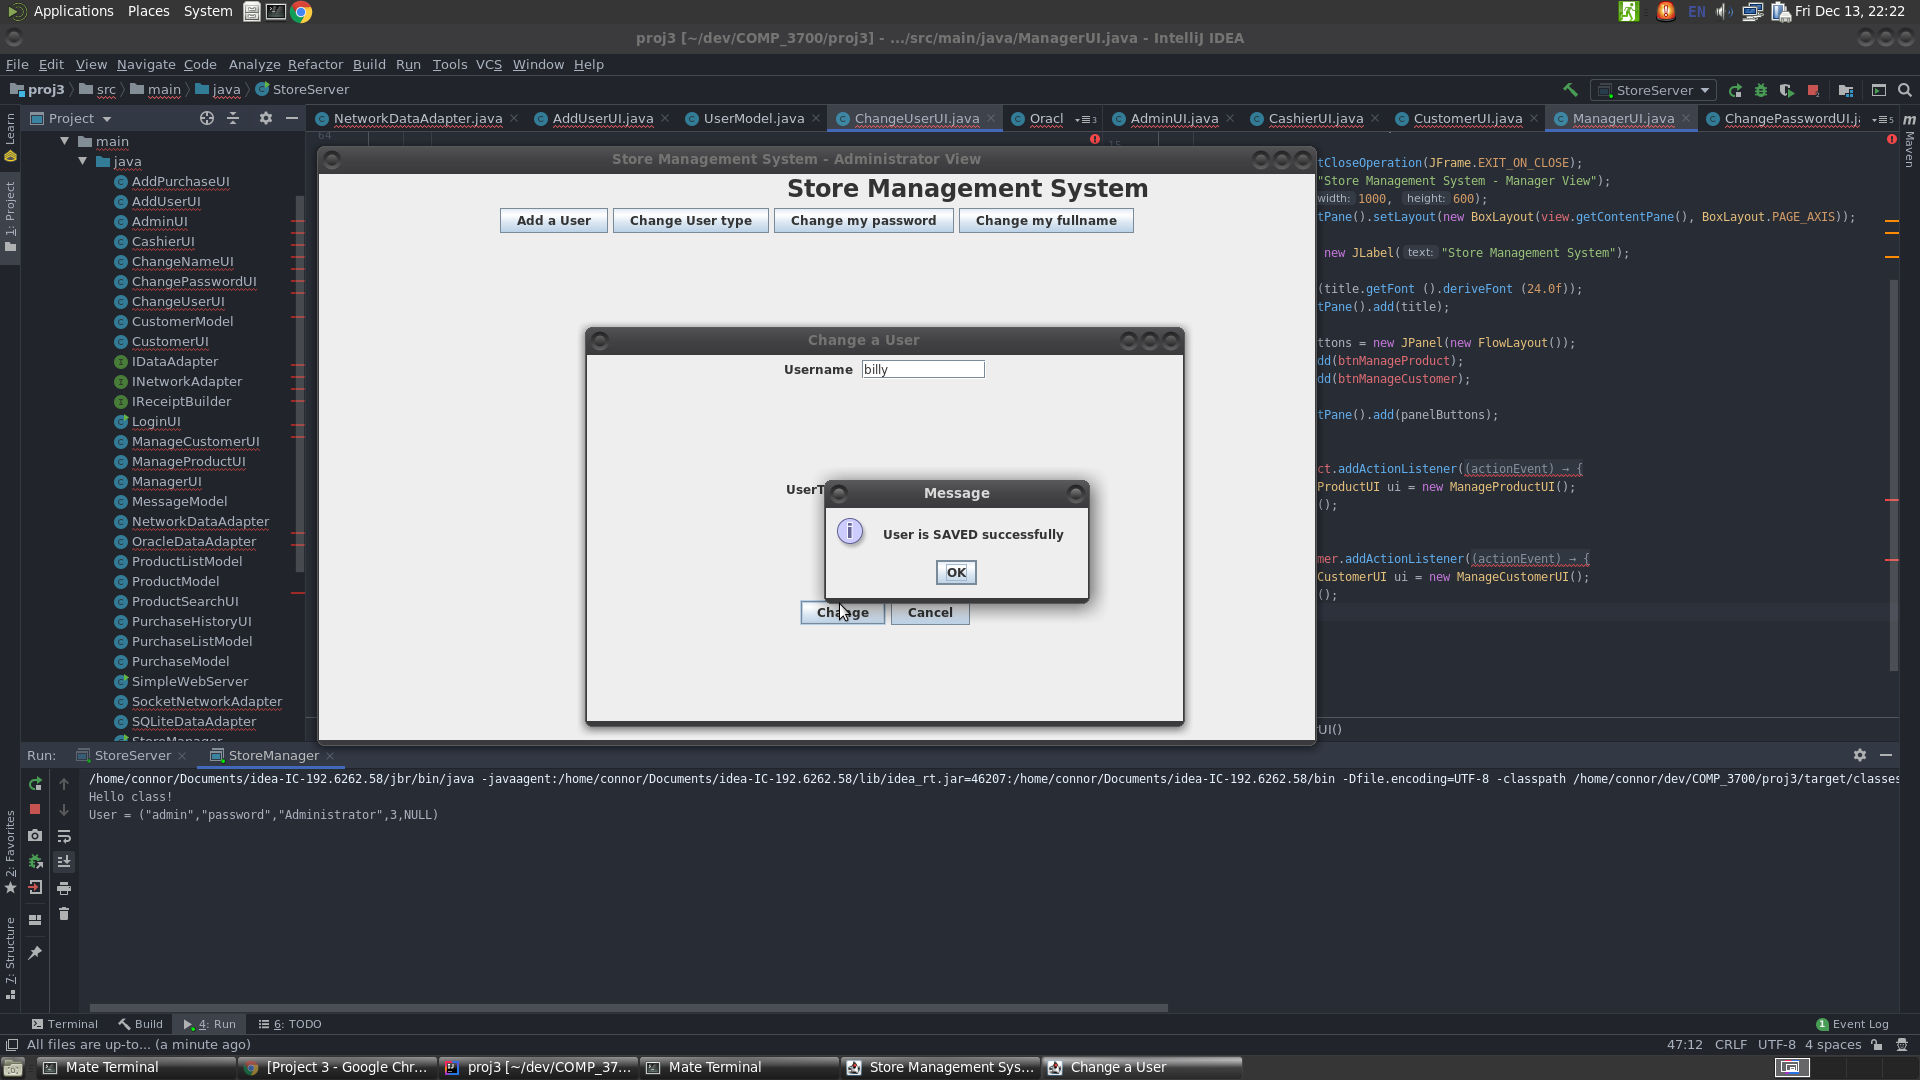 Applications Places System EN Fri Dec 13, 22:22
proj3 [~/dev/COMP_3700/proj3] - .../src/main/java/ManagerUI.java - IntelliJ IDEA
File Edit View Navigate Code Analyze Refactor Build Run Tools VCS Window Help
proj3 src main java StoreServer StoreServer
Learn
1: Project
2: Favorites
7: Structure
Project
main
java
AddPurchaseUI
AddUserUI
AdminUI
CashierUI
ChangeNameUI
ChangePasswordUI
ChangeUserUI
CustomerModel
CustomerUI
IDataAdapter
INetworkAdapter
IReceiptBuilder
LoginUI
ManageCustomerUI
ManageProductUI
ManagerUI
MessageModel
NetworkDataAdapter
OracleDataAdapter
ProductListModel
ProductModel
ProductSearchUI
PurchaseHistoryUI
PurchaseListModel
PurchaseModel
SimpleWebServer
SocketNetworkAdapter
SQLiteDataAdapter
NetworkDataAdapter.java AddUserUI.java UserModel.java ChangeUserUI.java Oracl 3 AdminUI.java CashierUI.java CustomerUI.java ManagerUI.java ChangePasswordUI.j 5
Maven
64
15
Store Management System - Administrator View
Store Management System
Add a User Change User type Change my password Change my fullname
Change a User
Username billy
UserT
Message
User is SAVED successfully
OK
Change Cancel
tCloseOperation(JFrame.EXIT_ON_CLOSE);
"Store Management System - Manager View");
width: 1000, height: 600);
tPane().setLayout(new BoxLayout(view.getContentPane(), BoxLayout.PAGE_AXIS));
new JLabel( text: "Store Management System");
(title.getFont ().deriveFont (24.0f));
tPane().add(title);
ttons = new JPanel(new FlowLayout());
dd(btnManageProduct);
dd(btnManageCustomer);
tPane().add(panelButtons);
ct.addActionListener((actionEvent) → {
ProductUI ui = new ManageProductUI();
();
mer.addActionListener((actionEvent) → {
CustomerUI ui = new ManageCustomerUI();
();
UI()
Run: StoreServer StoreManager
/home/connor/Documents/idea-IC-192.6262.58/jbr/bin/java -javaagent:/home/connor/Documents/idea-IC-192.6262.58/lib/idea_rt.jar=46207:/home/connor/Documents/idea-IC-192.6262.58/bin -Dfile.encoding=UTF-8 -classpath /home/connor/dev/COMP_3700/proj3/target/classes
Hello class!
User = ("admin","password","Administrator",3,NULL)
Terminal Build 4: Run 6: TODO 1 Event Log
All files are up-to... (a minute ago) 47:12 CRLF UTF-8 4 spaces
Mate Terminal [Project 3 - Google Chr... proj3 [~/dev/COMP_37... Mate Terminal Store Management Sys... Change a User